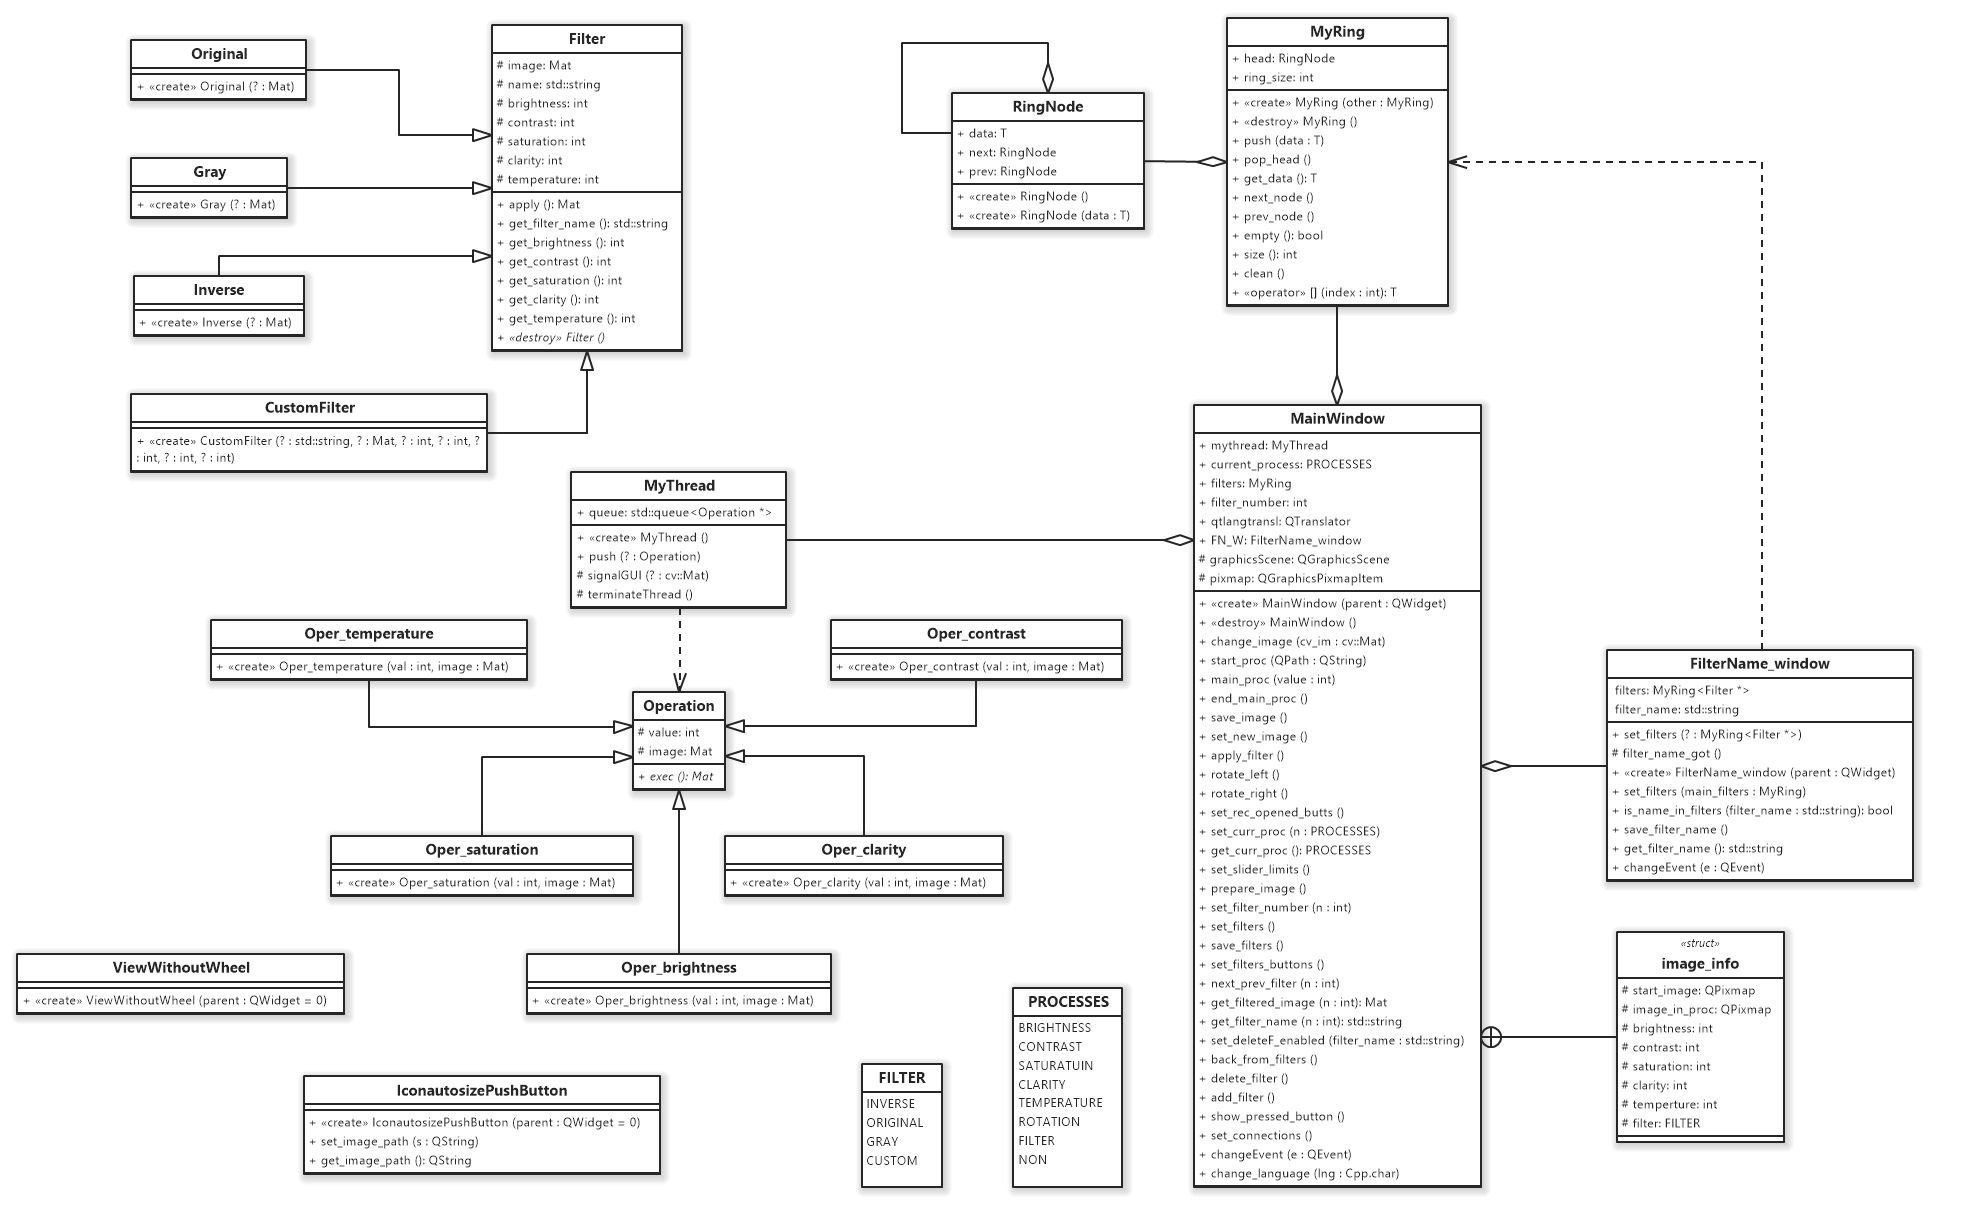 Original
+ «create» Original (? : Mat)
Gray
+ «create» Gray (? : Mat)
Inverse
+ «create» Inverse (? : Mat)
CustomFilter
+ «create» CustomFilter (? : std::string, ? : Mat, ? : int, ? : int, ?
: int, ? : int, ? : int)
Filter
# image: Mat
# name: std::string
# brightness: int
# contrast: int
# saturation: int
# clarity: int
# temperature: int
+ apply (): Mat
+ get_filter_name (): std::string
+ get_brightness (): int
+ get_contrast (): int
+ get_saturation (): int
+ get_clarity (): int
+ get_temperature (): int
+ «destroy» Filter ()
RingNode
+ data: T
+ next: RingNode
+ prev: RingNode
+ «create» RingNode ()
+ «create» RingNode (data : T)
MyRing
+ head: RingNode
+ ring_size: int
+ «create» MyRing (other : MyRing)
+ «destroy» MyRing ()
+ push (data : T)
+ pop_head ()
+ get_data (): T
+ next_node ()
+ prev_node ()
+ empty (): bool
+ size (): int
+ clean ()
+ «operator» [] (index : int): T
MyThread
+ queue: std::queue<Operation *>
+ «create» MyThread ()
+ push (? : Operation)
# signalGUI (? : cv::Mat)
# terminateThread ()
Oper_temperature
+ «create» Oper_temperature (val : int, image : Mat)
Oper_contrast
+ «create» Oper_contrast (val : int, image : Mat)
Operation
# value: int
# image: Mat
+ exec (): Mat
Oper_saturation
+ «create» Oper_saturation (val : int, image : Mat)
Oper_clarity
+ «create» Oper_clarity (val : int, image : Mat)
ViewWithoutWheel
+ «create» ViewWithoutWheel (parent : QWidget = 0)
Oper_brightness
+ «create» Oper_brightness (val : int, image : Mat)
IconautosizePushButton
+ «create» IconautosizePushButton (parent : QWidget = 0)
+ set_image_path (s : QString)
+ get_image_path (): QString
FILTER
INVERSE
ORIGINAL
GRAY
CUSTOM
PROCESSES
BRIGHTNESS
CONTRAST
SATURATUIN
CLARITY
TEMPERATURE
ROTATION
FILTER
NON
MainWindow
+ mythread: MyThread
+ current_process: PROCESSES
+ filters: MyRing
+ filter_number: int
+ qtlangtransl: QTranslator
+ FN_W: FilterName_window
# graphicsScene: QGraphicsScene
# pixmap: QGraphicsPixmapItem
+ «create» MainWindow (parent : QWidget)
+ «destroy» MainWindow ()
+ change_image (cv_im : cv::Mat)
+ start_proc (QPath : QString)
+ main_proc (value : int)
+ end_main_proc ()
+ save_image ()
+ set_new_image ()
+ apply_filter ()
+ rotate_left ()
+ rotate_right ()
+ set_rec_opened_butts ()
+ set_curr_proc (n : PROCESSES)
+ get_curr_proc (): PROCESSES
+ set_slider_limits ()
+ prepare_image ()
+ set_filter_number (n : int)
+ set_filters ()
+ save_filters ()
+ set_filters_buttons ()
+ next_prev_filter (n : int)
+ get_filtered_image (n : int): Mat
+ get_filter_name (n : int): std::string
+ set_deleteF_enabled (filter_name : std::string)
+ back_from_filters ()
+ delete_filter ()
+ add_filter ()
+ show_pressed_button ()
+ set_connections ()
+ changeEvent (e : QEvent)
+ change_language (lng : Cpp.char)
FilterName_window
filters: MyRing<Filter *>
filter_name: std::string
+ set_filters (? : MyRing<Filter *>)
# filter_name_got ()
+ «create» FilterName_window (parent : QWidget)
+ set_filters (main_filters : MyRing)
+ is_name_in_filters (filter_name : std::string): bool
+ save_filter_name ()
+ get_filter_name (): std::string
+ changeEvent (e : QEvent)
«struct»
image_info
# start_image: QPixmap
# image_in_proc: QPixmap
# brightness: int
# contrast: int
# saturation: int
# clarity: int
# temperture: int
# filter: FILTER